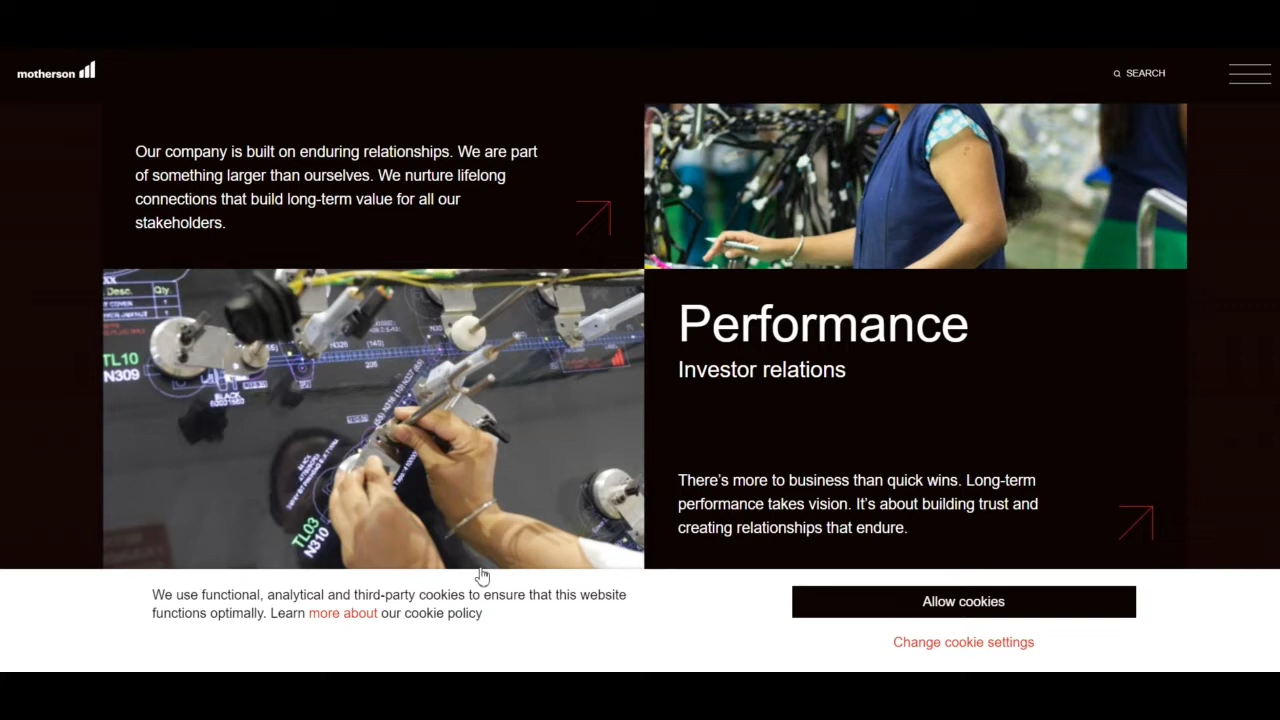 motherson
SEARCH
Our company is built on enduring relationships. We are part
of something larger than ourselves. We nurture lifelong
connections that build long-term value for all our
stakeholders.
Desc. Qty.
TL10
N309
BLACK
TL03
N310
Performance
Investor relations
There's more to business than quick wins. Long-term
performance takes vision. It's about building trust and
creating relationships that endure.
We use functional, analytical and third-party cookies to ensure that this website
functions optimally. Learn more about our cookie policy
Allow cookies
Change cookie settings